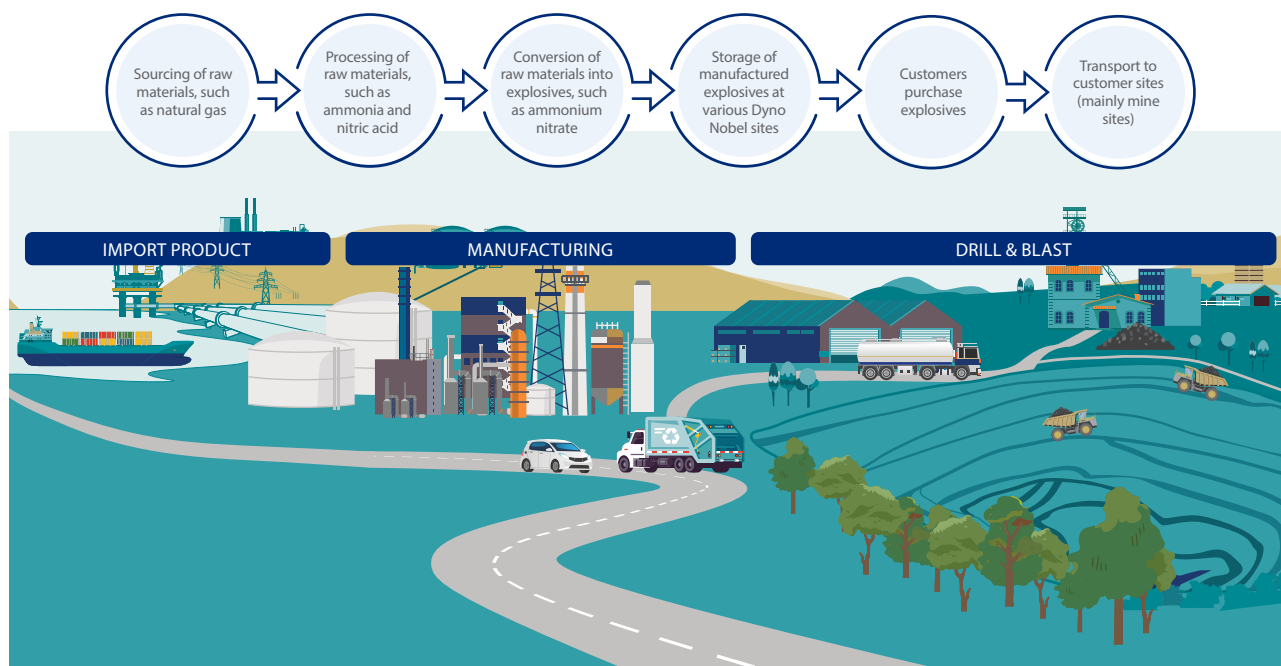 Sourcing of raw
materials, such
as natural gas
Processing of
raw materials,
such as
ammonia and
nitric acid
Conversion of
raw materials into
explosives, such
as ammonium
nitrate
Storage of
manufactured
explosives at
various Dyno
Nobel sites
Customers
purchase
explosives
Transport to
customer sites
(mainly mine
sites)
IMPORT PRODUCT
MANUFACTURING
DRILL & BLAST